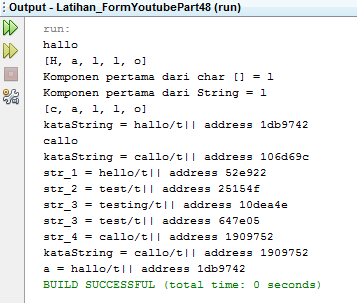 Output - Latihan_FormYoutubePart48 (run)
run:
hallo
[H, a, l, l, o]
Komponen pertama dari char [] = l
Komponen pertama dari String = l
[c, a, l, l, o]
kataString = hallo/t|| address 1db9742
callo
kataString = callo/t|| address 106d69c
str_1 = hello/t|| address 52e922
str_2 = test/t|| address 25154f
str_3 = testing/t|| address 10dea4e
str_3 = test/t|| address 647e05
str_4 = callo/t|| address 1909752
kataString = callo/t|| address 1909752
a = hallo/t|| address 1db9742
BUILD SUCCESSFUL (total time: 0 seconds)